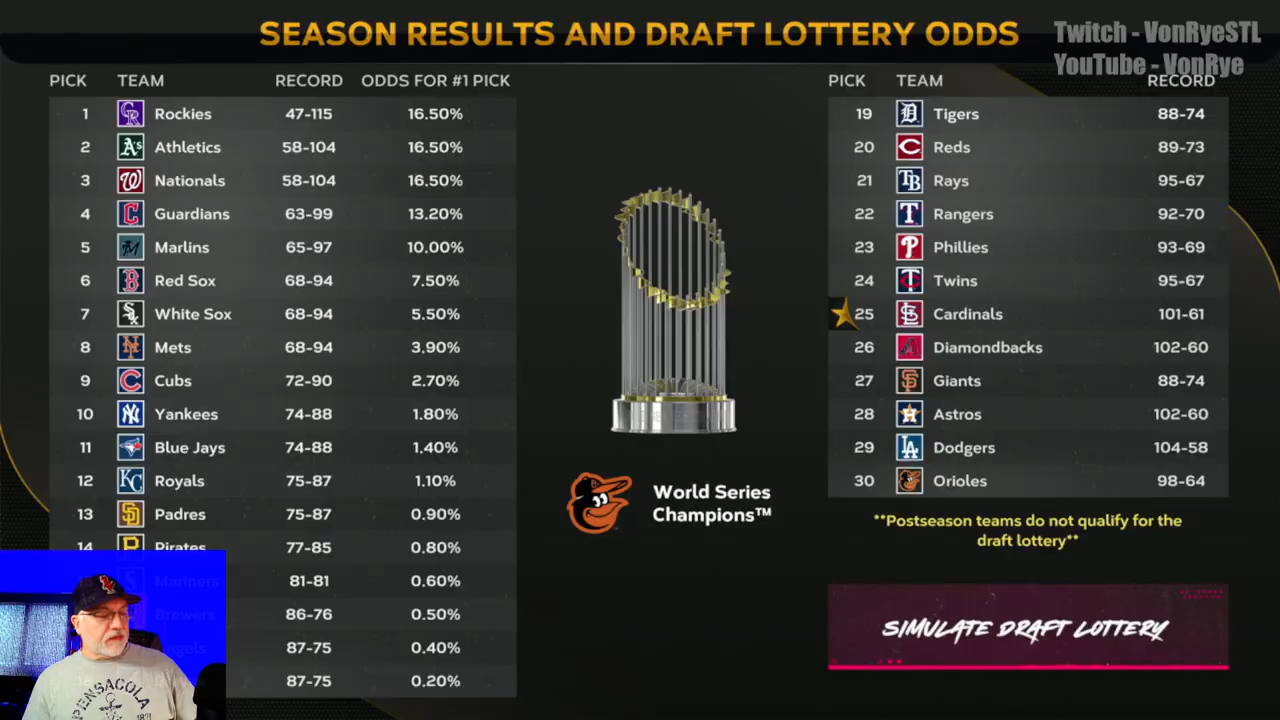 SEASON RESULTS AND DRAFT LOTTERY ODDS
Twitch - VonRyeSTL
YouTube - VonRye
PICK TEAM RECORD ODDS FOR #1 PICK
1 Rockies 47-115 16.50%
2 Athletics 58-104 16.50%
3 Nationals 58-104 16.50%
4 Guardians 63-99 13.20%
5 Marlins 65-97 10.00%
6 Red Sox 68-94 7.50%
7 White Sox 68-94 5.50%
8 Mets 68-94 3.90%
9 Cubs 72-90 2.70%
10 Yankees 74-88 1.80%
11 Blue Jays 74-88 1.40%
12 Royals 75-87 1.10%
13 Padres 75-87 0.90%
14 Pirates 77-85 0.80%
Mariners 81-81 0.60%
Brewers 86-76 0.50%
87-75 0.40%
87-75 0.20%
World Series
Champions™
PICK TEAM RECORD
19 Tigers 88-74
20 Reds 89-73
21 Rays 95-67
22 Rangers 92-70
23 Phillies 93-69
24 Twins 95-67
25 Cardinals 101-61
26 Diamondbacks 102-60
27 Giants 88-74
28 Astros 102-60
29 Dodgers 104-58
30 Orioles 98-64
**Postseason teams do not qualify for the
draft lottery**
SIMULATE DRAFT LOTTERY
PENSACOLA